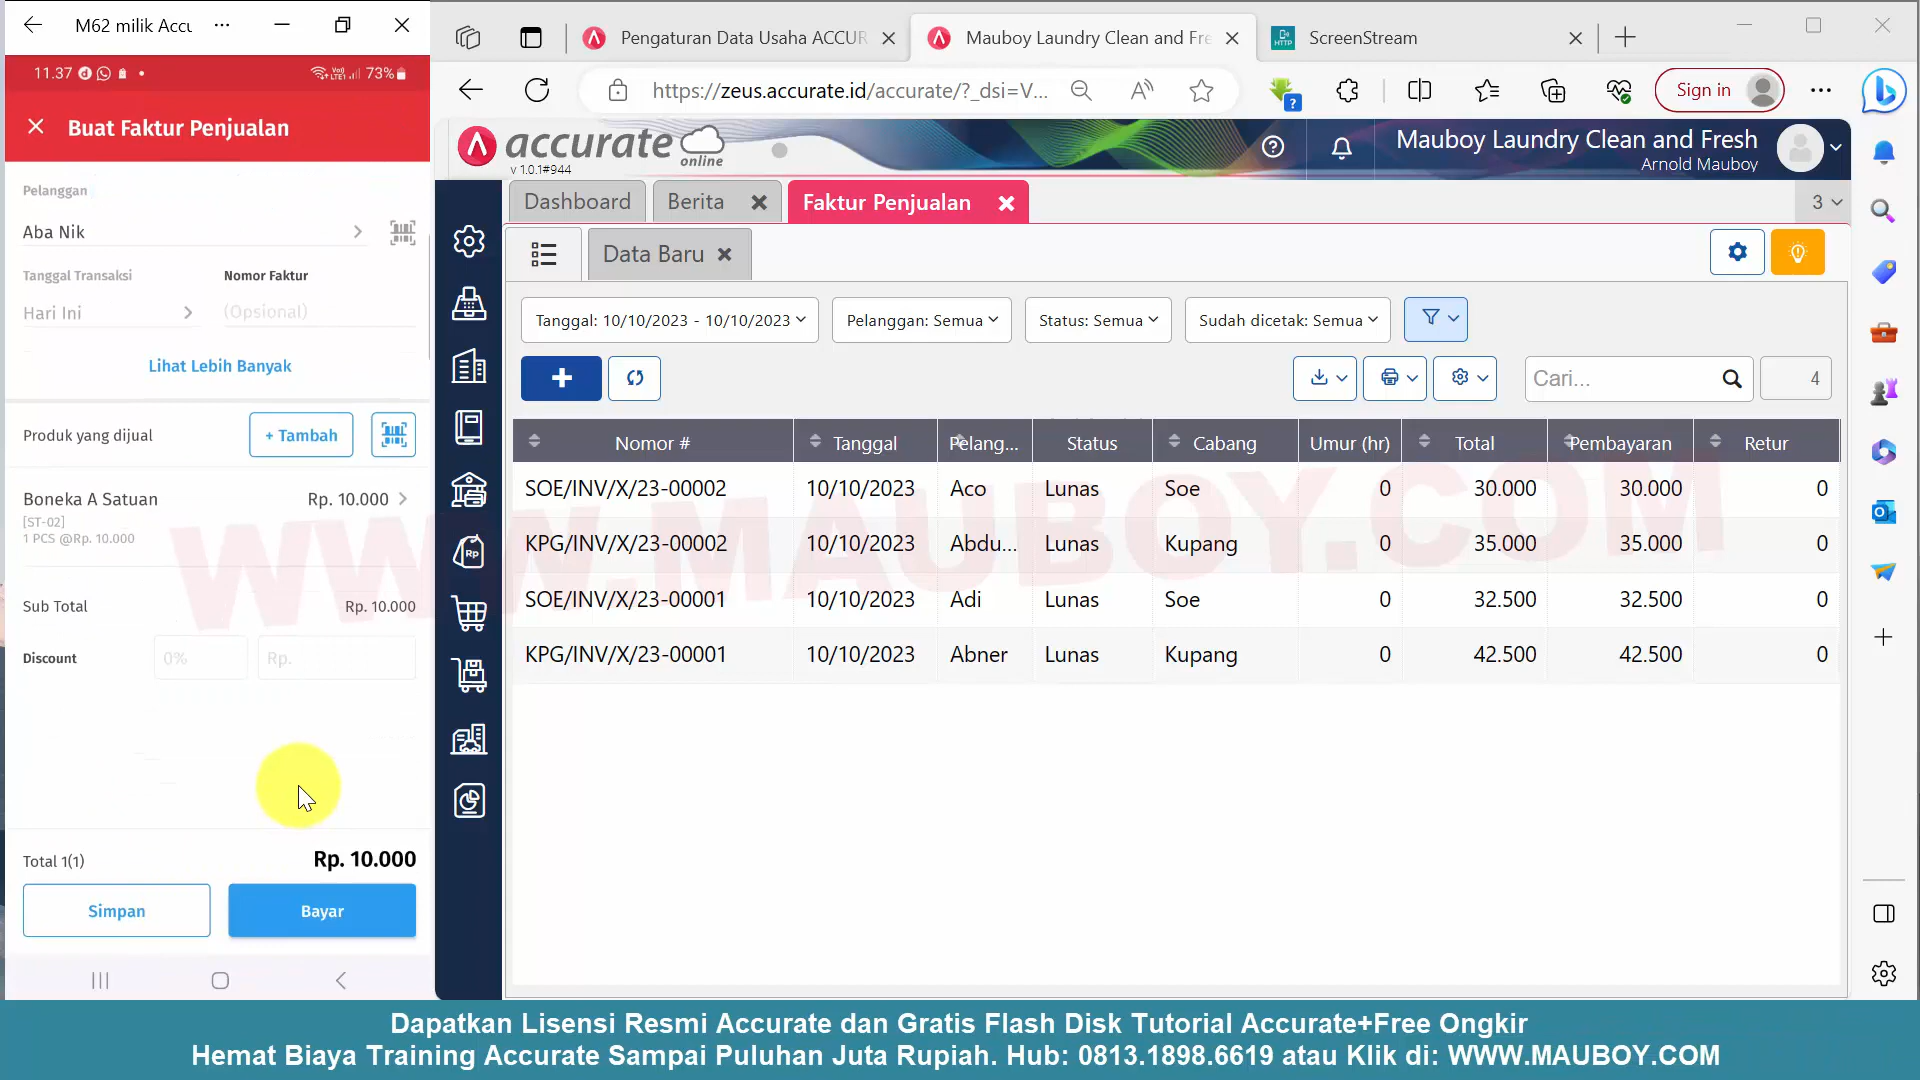 M62 milik Accu
11.37
73%
Buat Faktur Penjualan
Pelanggan
Aba Nik
Tanggal Transaksi
Nomor Faktur
Hari Ini
(Opsional)
Lihat Lebih Banyak
Produk yang dijual
+ Tambah
Boneka A Satuan
Rp. 10.000
[ST-02]
1 PCS @Rp. 10.000
Sub Total
Rp. 10.000
Discount
0%
Rp.
Total 1(1)
Rp. 10.000
Simpan
Bayar
Pengaturan Data Usaha ACCUR
Mauboy Laundry Clean and Fre
ScreenStream
https://zeus.accurate.id/accurate/?_dsi=V...
Sign in
accurate online
v 1.0.1#944
Mauboy Laundry Clean and Fresh
Arnold Mauboy
Dashboard
Berita
Faktur Penjualan
3
Data Baru
Tanggal: 10/10/2023 - 10/10/2023
Pelanggan: Semua
Status: Semua
Sudah dicetak: Semua
Cari...
4
Nomor # Tanggal Pelang... Status Cabang Umur (hr) Total Pembayaran Retur
SOE/INV/X/23-00002 10/10/2023 Aco Lunas Soe 0 30.000 30.000 0
KPG/INV/X/23-00002 10/10/2023 Abdu... Lunas Kupang 0 35.000 35.000 0
SOE/INV/X/23-00001 10/10/2023 Adi Lunas Soe 0 32.500 32.500 0
KPG/INV/X/23-00001 10/10/2023 Abner Lunas Kupang 0 42.500 42.500 0
WWW.MAUBOY.COM
Dapatkan Lisensi Resmi Accurate dan Gratis Flash Disk Tutorial Accurate+Free Ongkir
Hemat Biaya Training Accurate Sampai Puluhan Juta Rupiah. Hub: 0813.1898.6619 atau Klik di: WWW.MAUBOY.COM